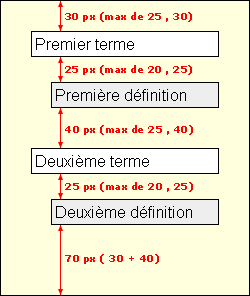 30 px (max de 25 , 30)
Premier terme
25 px (max de 20 , 25)
Première définition
40 px (max de 25 , 40)
Deuxième terme
25 px (max de 20 , 25)
Deuxième définition
70 px ( 30 + 40)